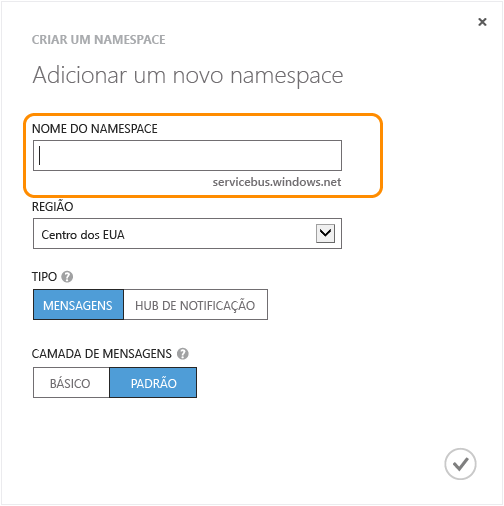 CRIAR UM NAMESPACE
Adicionar um novo namespace
NOME DO NAMESPACE
servicebus.windows.net
REGIÃO
Centro dos EUA
TIPO ?
MENSAGENS HUB DE NOTIFICAÇÃO
CAMADA DE MENSAGENS ?
BÁSICO PADRÃO